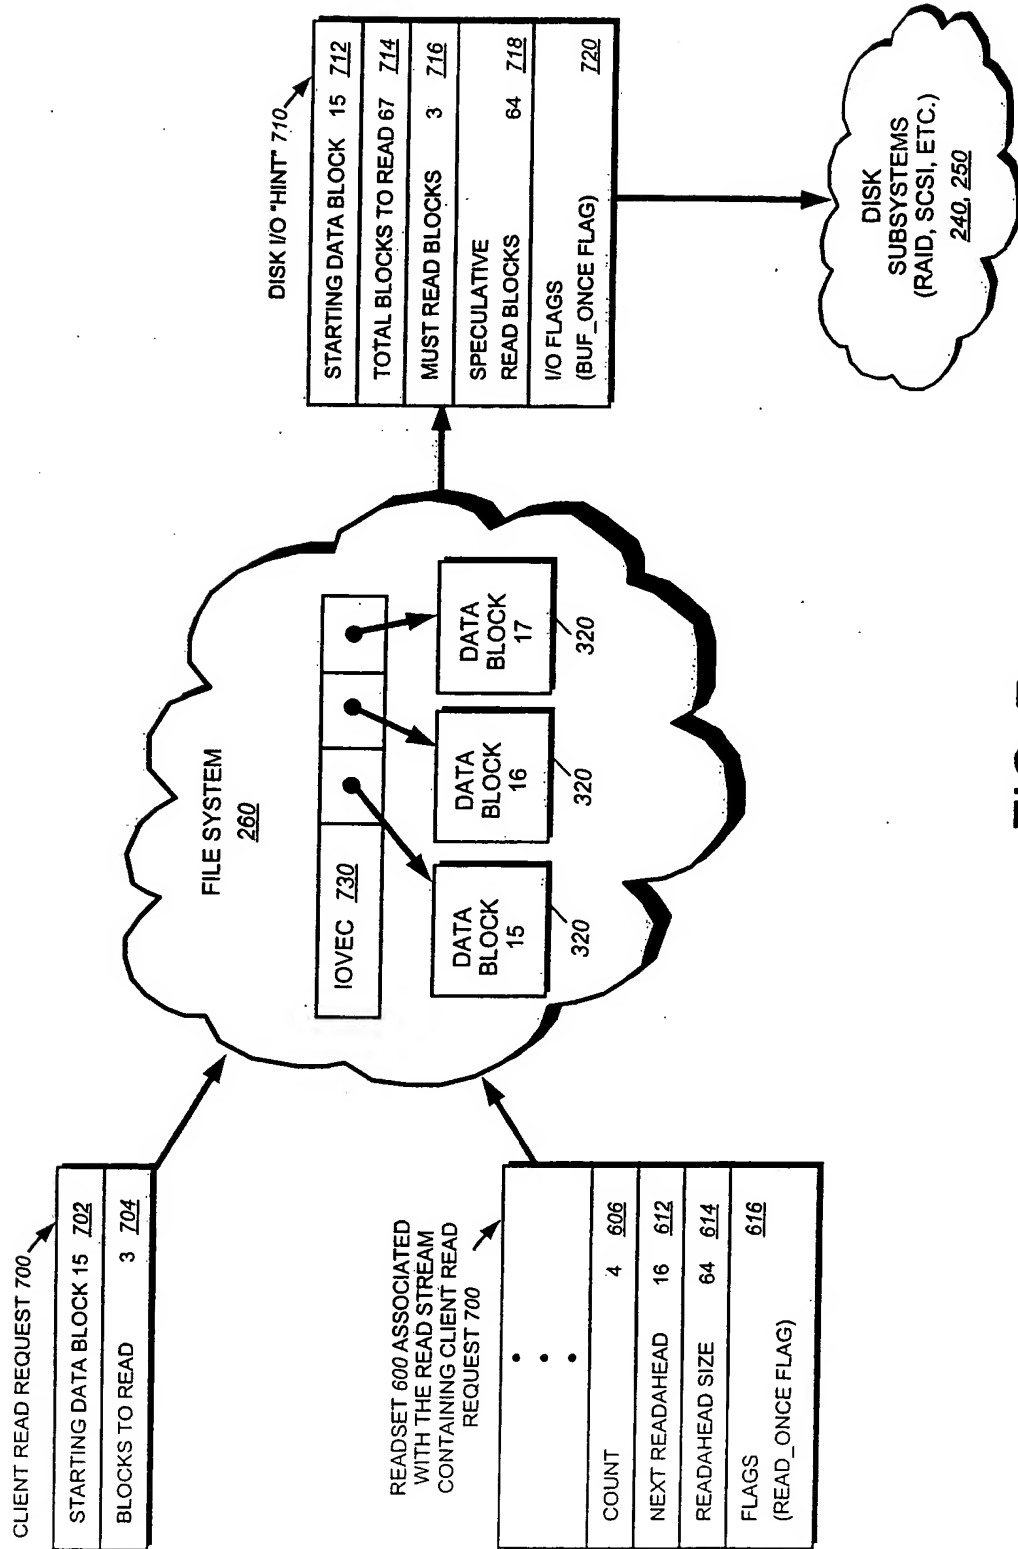 CLIENT READ REQUEST 700
STARTING DATA BLOCK 15 702
BLOCKS TO READ 3 704
READSET 600 ASSOCIATED
WITH THE READ STREAM
CONTAINING CLIENT READ
REQUEST 700
COUNT 4 606
NEXT READAHEAD 16 612
READAHEAD SIZE 64 614
FLAGS 616
(READ_ONCE FLAG)
FILE SYSTEM
260
IOVEC 730
DATA
BLOCK
15
320
DATA
BLOCK
16
320
DATA
BLOCK
17
320
DISK I/O "HINT" 710
STARTING DATA BLOCK 15 712
TOTAL BLOCKS TO READ 67 714
MUST READ BLOCKS 3 716
SPECULATIVE
READ BLOCKS 64 718
I/O FLAGS 720
(BUF_ONCE FLAG)
DISK
SUBSYSTEMS
(RAID, SCSI, ETC.)
240, 250